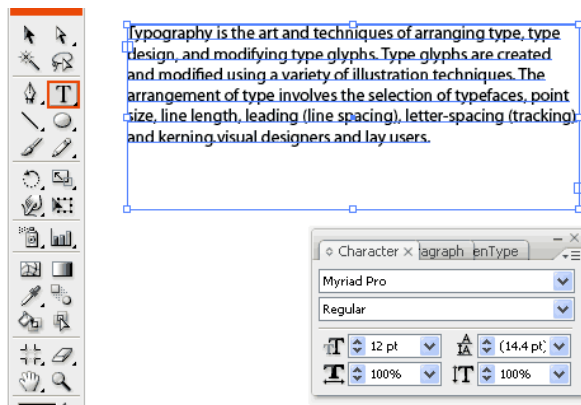 Typography is the art and techniques of arranging type, type
design, and modifying type glyphs. Type glyphs are created
and modified using a variety of illustration techniques. The
arrangement of type involves the selection of typefaces, point
size, line length, leading (line spacing), letter-spacing (tracking)
and kerning.visual designers and lay users.
T
Character × agraph enType
Myriad Pro
Regular
12 pt (14.4 pt)
100% 100%